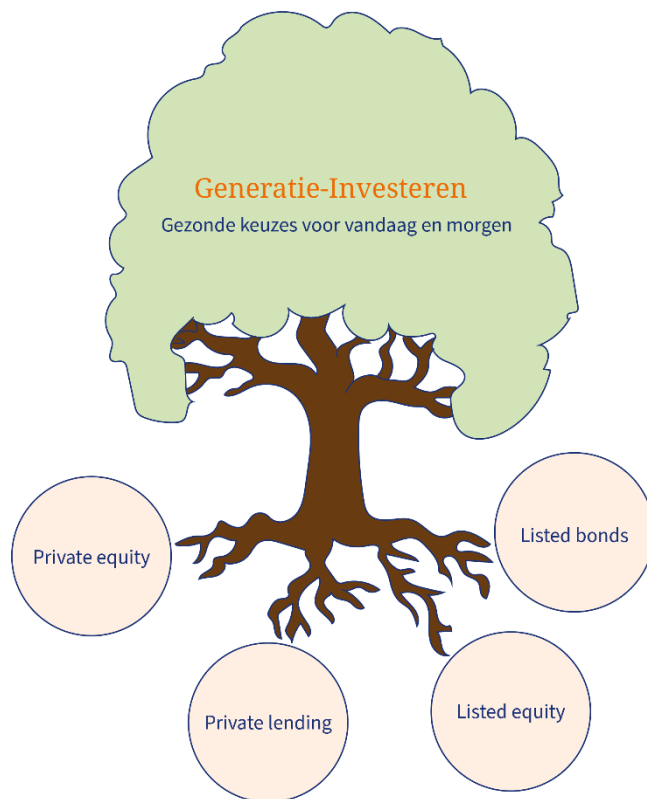 Generatie-Investeren
Gezonde keuzes voor vandaag en morgen
Private equity
Listed bonds
Private lending
Listed equity